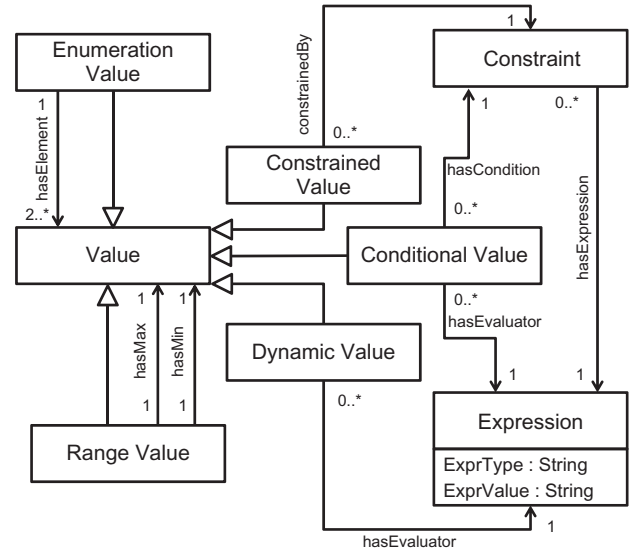 Enumeration
Value
1
Constraint
constrainedBy
1
0..*
1
0..*
hasElement
2..*
Constrained
Value
hasCondition
0..*
Value
Conditional Value
hasExpression
1
1
0..*
hasEvaluator
hasMax
hasMin
Dynamic Value
1
1
0..*
1
1
Range Value
Expression
ExprType : String
ExprValue : String
1
hasEvaluator